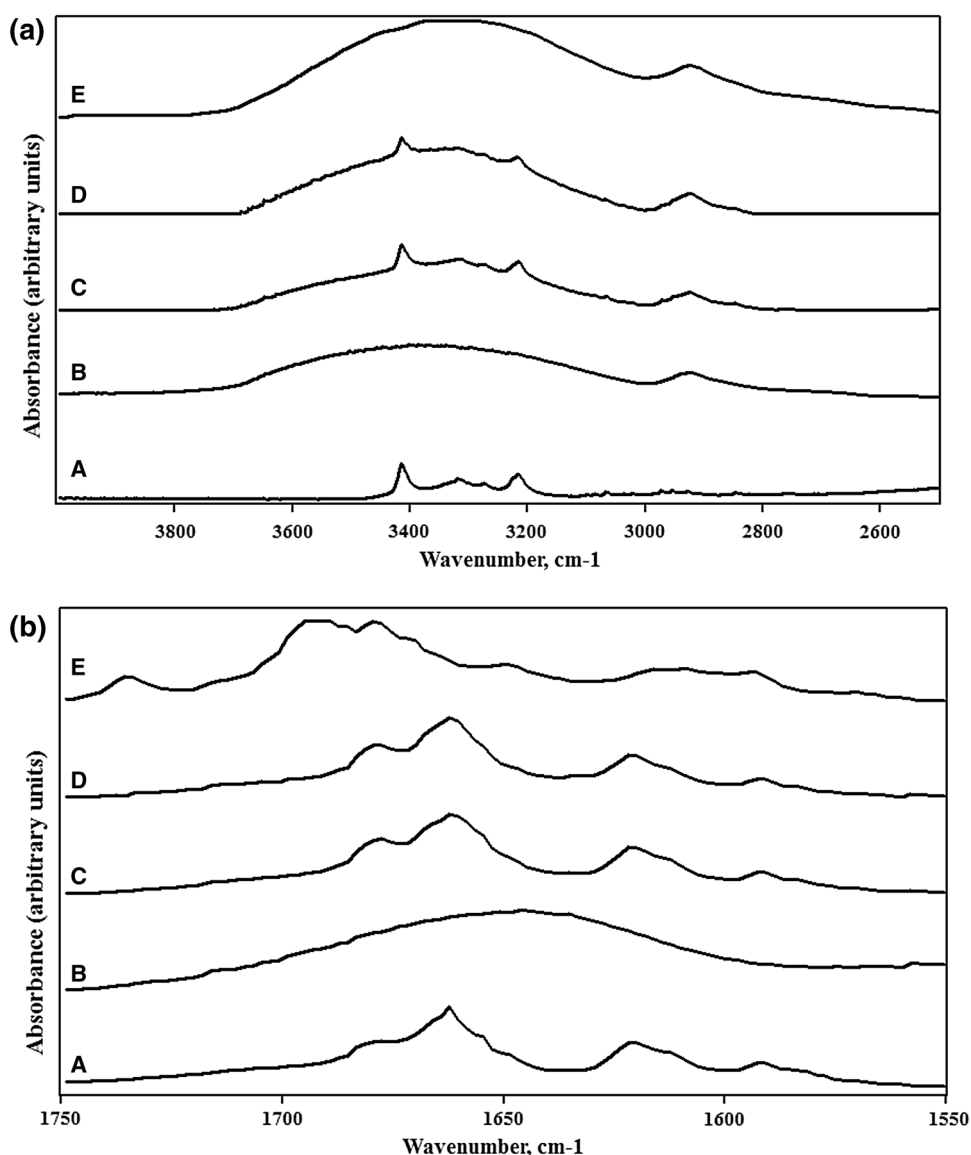 (a)
Absorbance (arbitrary units)
E
D
C
B
A
3800 3600 3400 3200 3000 2800 2600
Wavenumber, cm-1
(b)
Absorbance (arbitrary units)
E
D
C
B
A
1750 1700 1650 1600 1550
Wavenumber, cm-1